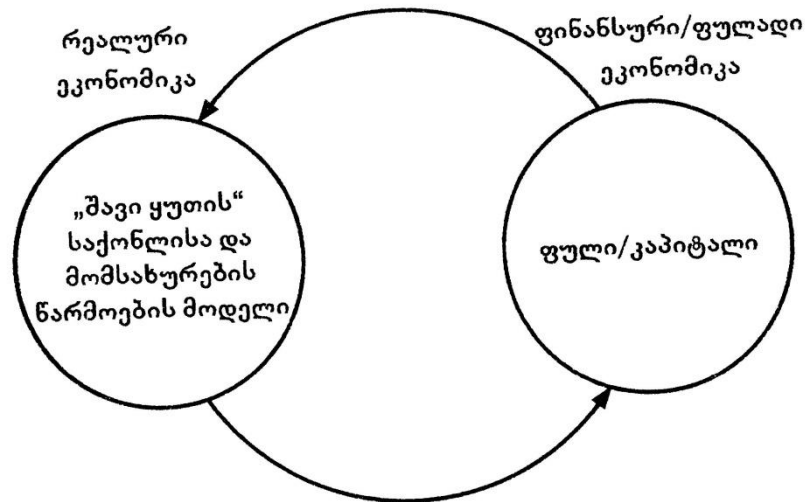 რეალური
ეკონომიკა
ფინანსური/ფულადი
ეკონომიკა
„შავი ყუთის“
საქონლისა და
მომსახურების
წარმოების მოდელი
ფული/კაპიტალი